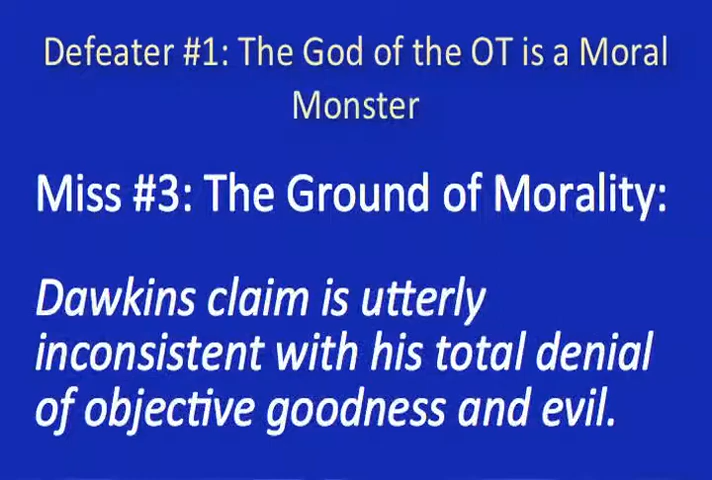 Defeater #1: The God of the OT is a Moral
Monster
Miss #3: The Ground of Morality:
Dawkins claim is utterly
inconsistent with his total denial
of objective goodness and evil.